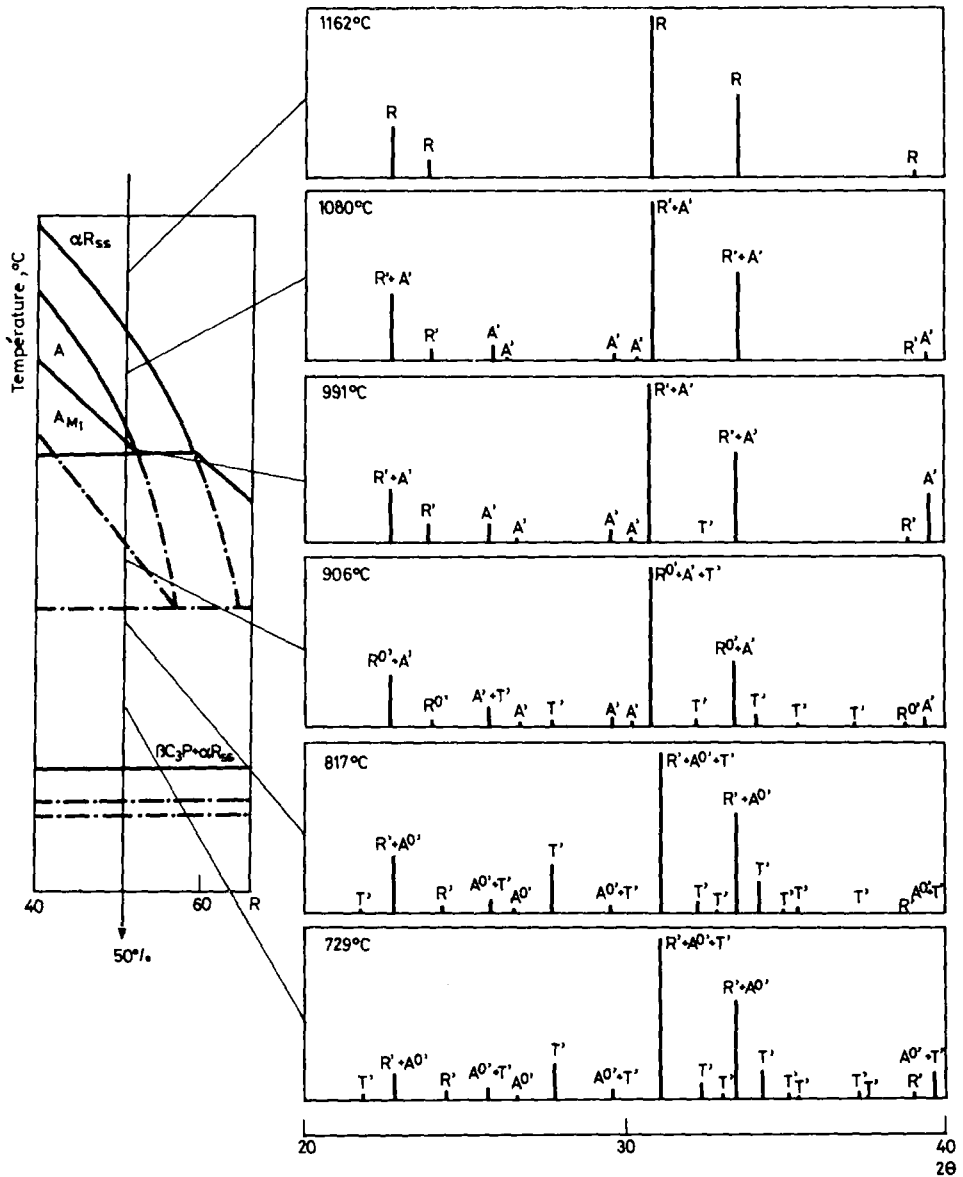 Température, °C
αRss
A
AM1
βC3P+αRss
40
60
R
50%
1162°C
R
R
R
R
R
1080°C
R'+A'
R'+A'
R'+A'
R'
A'
A'
A'
A'
R'
A'
991°C
R'+A'
R'+A'
R'+A'
R'
A'
A'
A'
A'
T'
R'
A'
906°C
R0'+A'+T'
R0'+A'
R0'+A'
R0'
A'+T'
A'
T'
A'
A'
T'
T'
T'
T'
R0'
A'
817°C
R'+A0'+T'
R'+A0'
T'
R'+A0'
R'
A0'+T'
A0'
T'
A0'+T'
T'
T'
T'
T'
T'
T'
R'
A0'+T'
729°C
R'+A0'+T'
R'+A0'
T'
R'+A0'
R'
A0'+T'
A0'
T'
A0'+T'
T'
T'
T'
T'
T'
T'
T'
R'
A0'+T'
20
30
40
2θ